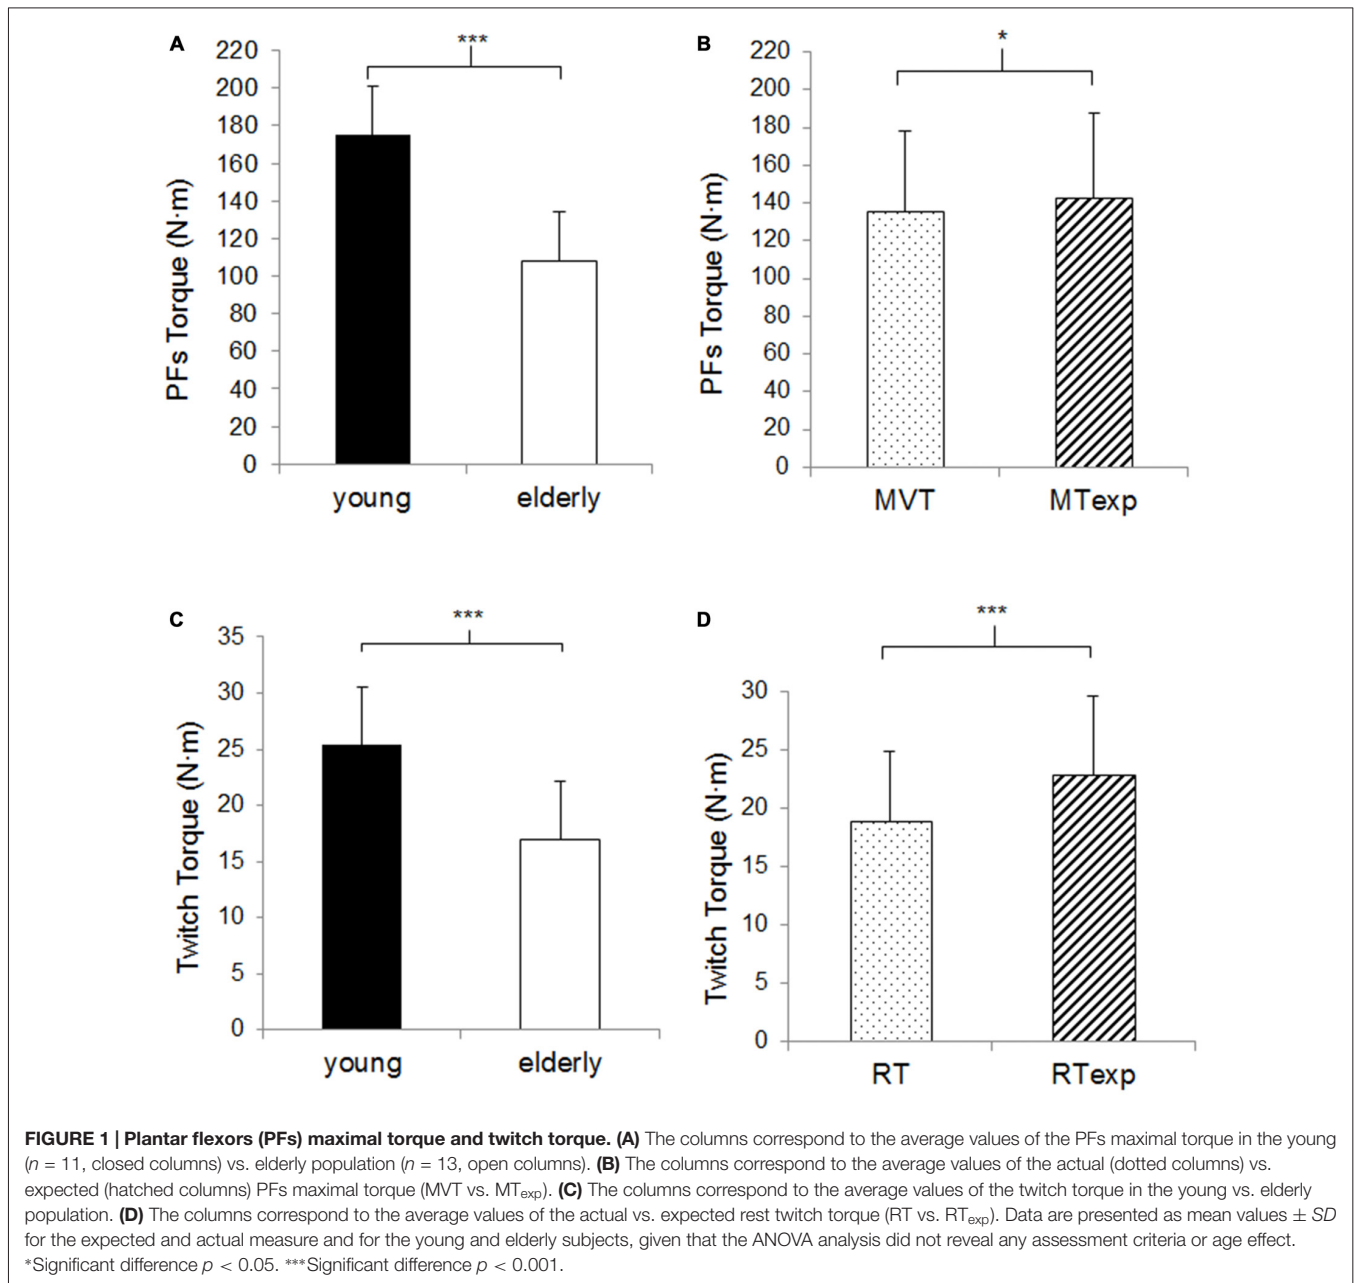 A
***
220
200
180
160
140
120
100
80
60
40
20
0
PFs Torque (N·m)
young elderly
B
*
220
200
180
160
140
120
100
80
60
40
20
0
PFs Torque (N·m)
MVT MTexp
C
***
35
30
25
20
15
10
5
0
Twitch Torque (N·m)
young elderly
D
***
30
25
20
15
10
5
0
Twitch Torque (N·m)
RT RTexp
FIGURE 1 | Plantar flexors (PFs) maximal torque and twitch torque. (A) The columns correspond to the average values of the PFs maximal torque in the young
(n = 11, closed columns) vs. elderly population (n = 13, open columns). (B) The columns correspond to the average values of the actual (dotted columns) vs.
expected (hatched columns) PFs maximal torque (MVT vs. MTexp). (C) The columns correspond to the average values of the twitch torque in the young vs. elderly
population. (D) The columns correspond to the average values of the actual vs. expected rest twitch torque (RT vs. RTexp). Data are presented as mean values ± SD
for the expected and actual measure and for the young and elderly subjects, given that the ANOVA analysis did not reveal any assessment criteria or age effect.
*Significant difference p < 0.05. ***Significant difference p < 0.001.